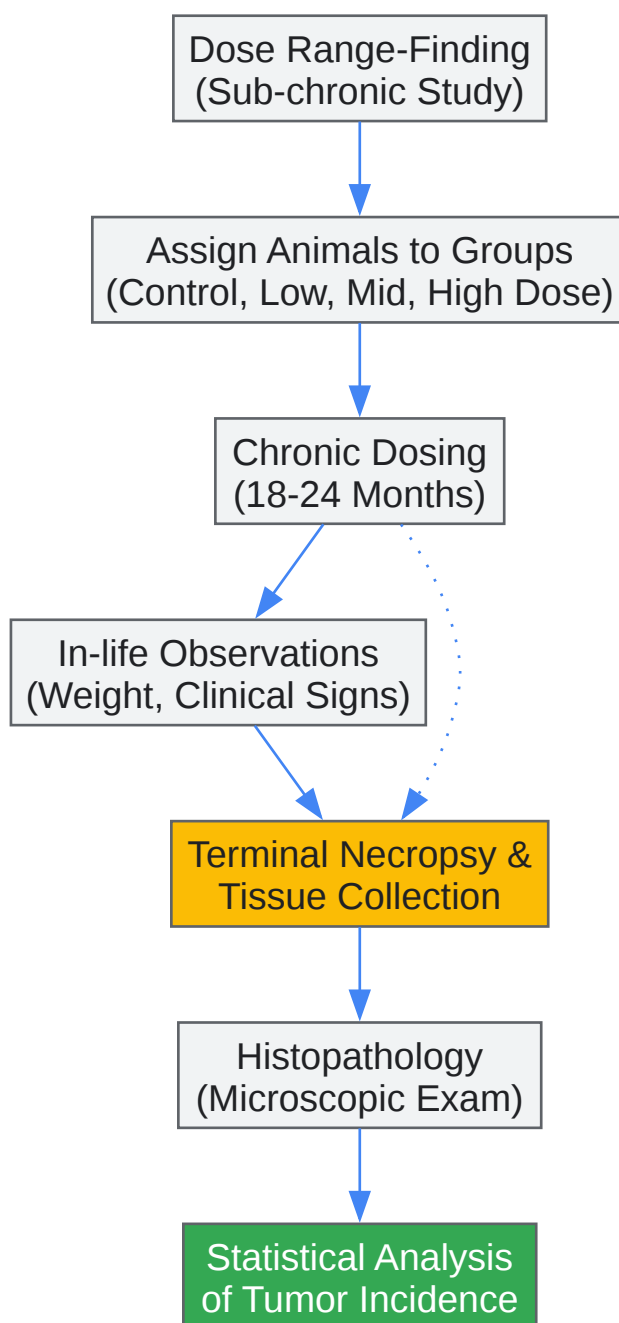 Dose Range-Finding
(Sub-chronic Study)
Assign Animals to Groups
(Control, Low, Mid, High Dose)
Chronic Dosing
(18-24 Months)
In-life Observations
(Weight, Clinical Signs)
Terminal Necropsy &
Tissue Collection
Histopathology
(Microscopic Exam)
Statistical Analysis
of Tumor Incidence